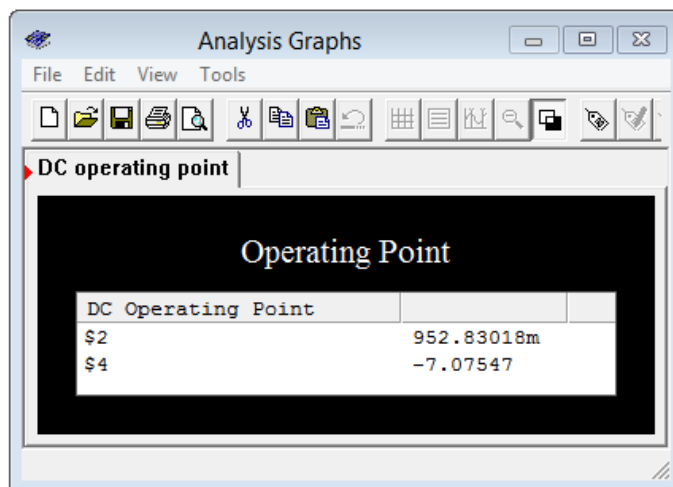 Analysis Graphs
File Edit View Tools
DC operating point
Operating Point
DC Operating Point
$2 952.83018m
$4 -7.07547